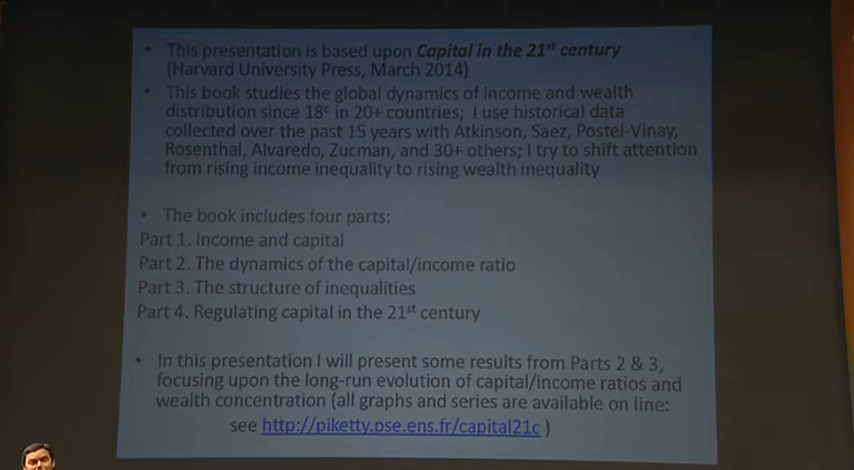 • This presentation is based upon Capital in the 21st century
(Harvard University Press, March 2014)
• This book studies the global dynamics of income and wealth
distribution since 18c in 20+ countries; I use historical data
collected over the past 15 years with Atkinson, Saez, Postel-Vinay,
Rosenthal, Alvaredo, Zucman, and 30+ others; I try to shift attention
from rising income inequality to rising wealth inequality
• The book includes four parts:
Part 1. Income and capital
Part 2. The dynamics of the capital/income ratio
Part 3. The structure of inequalities
Part 4. Regulating capital in the 21st century
• In this presentation I will present some results from Parts 2 & 3,
focusing upon the long-run evolution of capital/income ratios and
wealth concentration (all graphs and series are available on line:
see http://piketty.pse.ens.fr/capital21c )